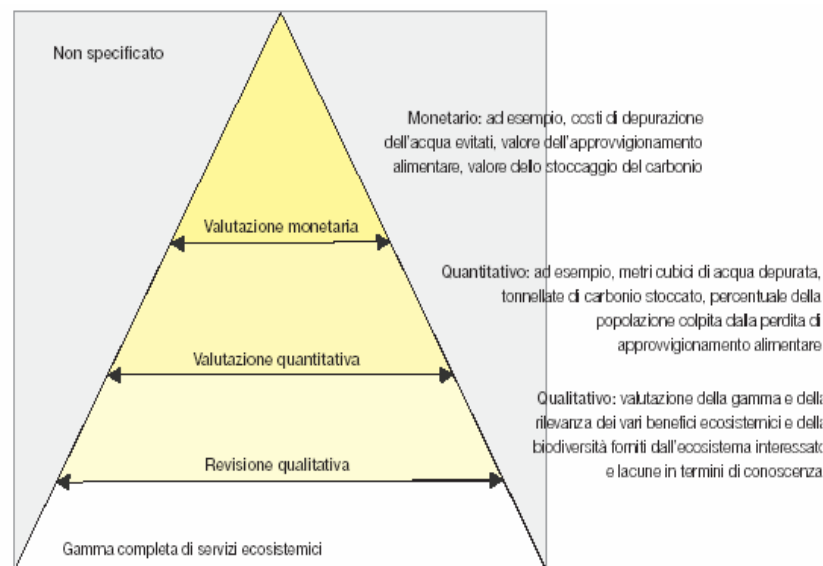 Non specificato
Monetario: ad esempio, costi di depurazione
dell'acqua evitati, valore dell'approvvigionamento
alimentare, valore dello stoccaggio del carbonio
Valutazione monetaria
Quantitativo: ad esempio, metri cubici di acqua depurata,
tonnellate di carbonio stoccato, percentuale della
popolazione colpita dalla perdita di
approvvigionamento alimentare
Valutazione quantitativa
Qualitativo: valutazione della gamma e della
rilevanza dei vari benefici ecosistemici e della
biodiversità forniti dall'ecosistema interessato
e lacune in termini di conoscenza
Revisione qualitativa
Gamma completa di servizi ecosistemici